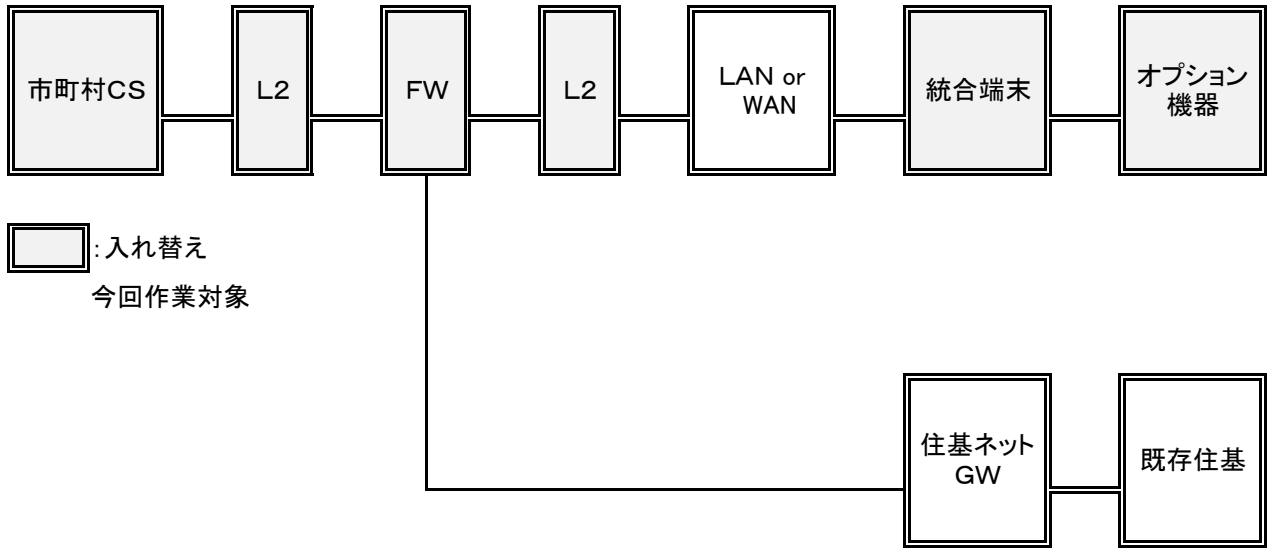 市町村CS
L2
FW
L2
LAN or
WAN
統合端末
オプション
機器
:入れ替え
今回作業対象
住基ネット
GW
既存住基